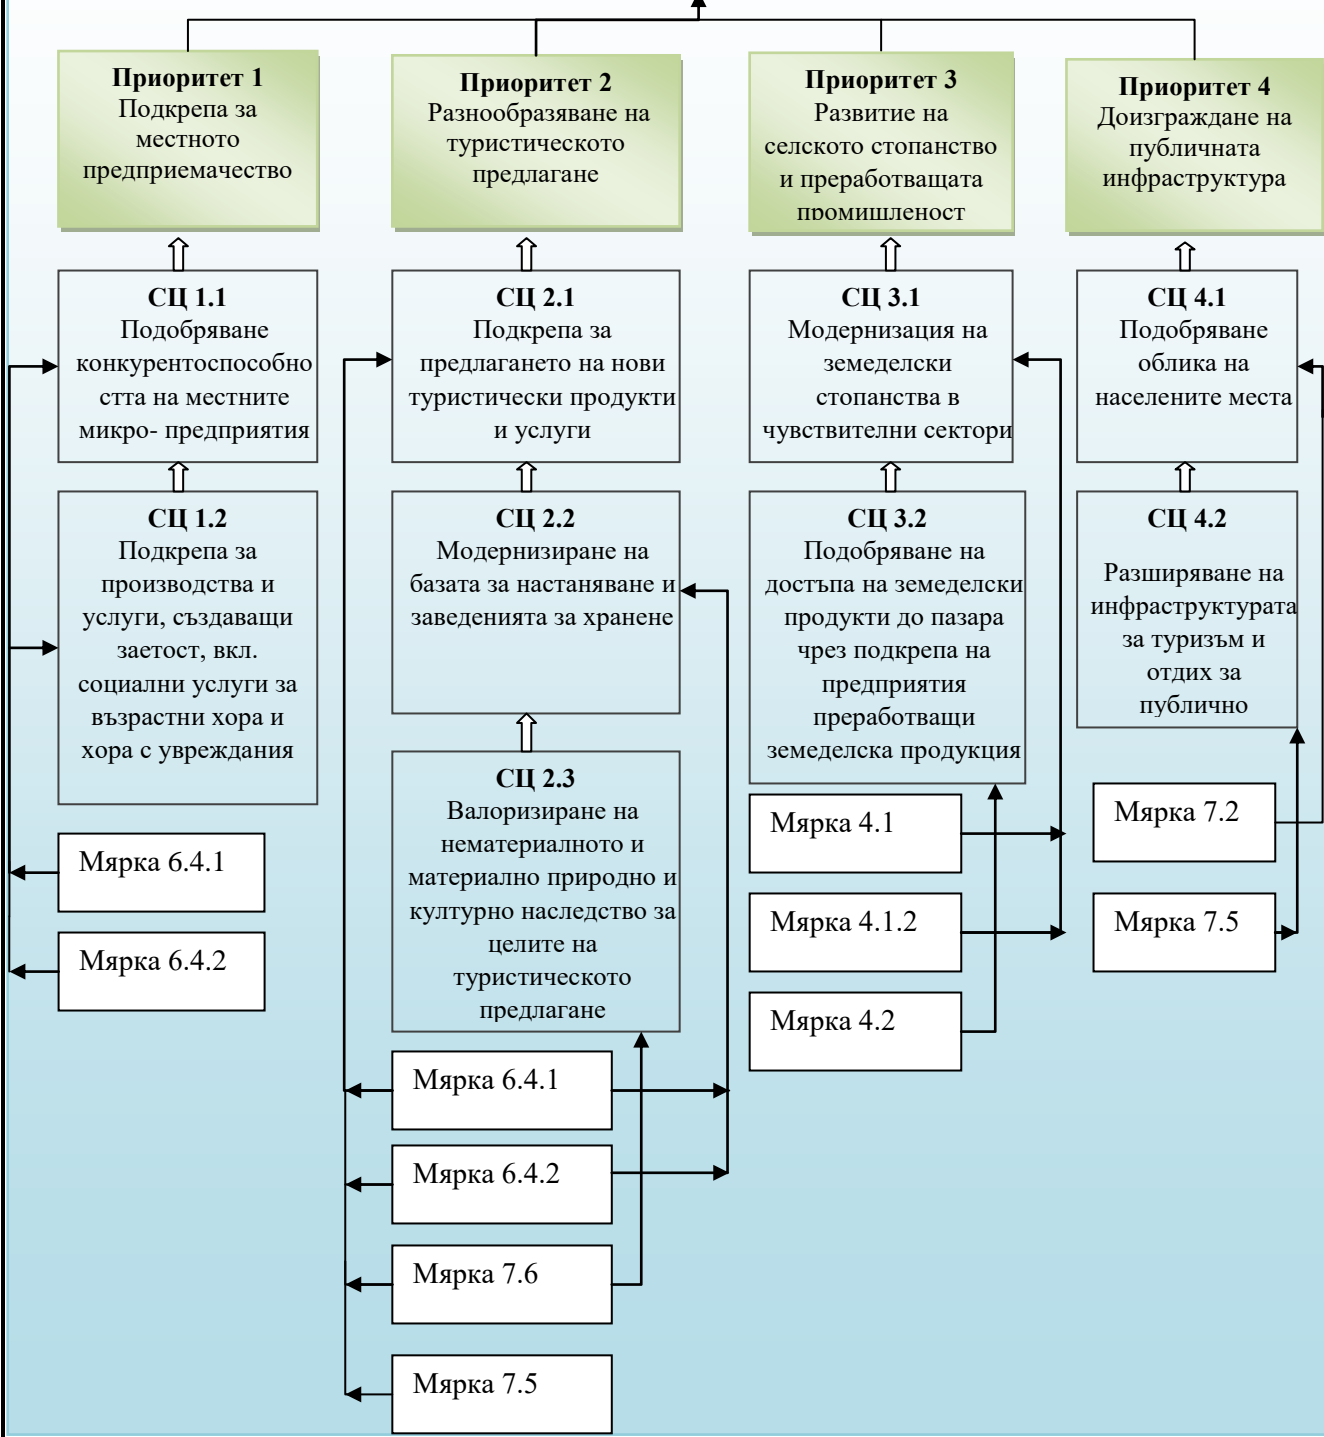 Приоритет 1
Подкрепа за
местното
предприемачество
Приоритет 2
Разнообразяване на
туристическото
предлагане
Приоритет 3
Развитие на
селското стопанство
и преработващата
промишленост
Приоритет 4
Доизграждане на
публичната
инфраструктура
СЦ 1.1
Подобряване
конкурентоспособно
стта на местните
микро- предприятия
СЦ 2.1
Подкрепа за
предлагането на нови
туристически продукти
и услуги
СЦ 3.1
Модернизация на
земеделски
стопанства в
чувствителни сектори
СЦ 4.1
Подобряване
облика на
населените места
СЦ 1.2
Подкрепа за
производства и
услуги, създаващи
заетост, вкл.
социални услуги за
възрастни хора и
хора с увреждания
СЦ 2.2
Модернизиране на
базата за настаняване и
заведенията за хранене
СЦ 3.2
Подобряване на
достъпа на земеделски
продукти до пазара
чрез подкрепа на
предприятия
преработващи
земеделска продукция
СЦ 4.2
Разширяване на
инфраструктурата
за туризъм и
отдих за
публично
СЦ 2.3
Валоризиране на
нематериалното и
материално природно и
културно наследство за
целите на
туристическото
предлагане
Мярка 6.4.1
Мярка 6.4.2
Мярка 6.4.1
Мярка 6.4.2
Мярка 7.6
Мярка 7.5
Мярка 4.1
Мярка 4.1.2
Мярка 4.2
Мярка 7.2
Мярка 7.5